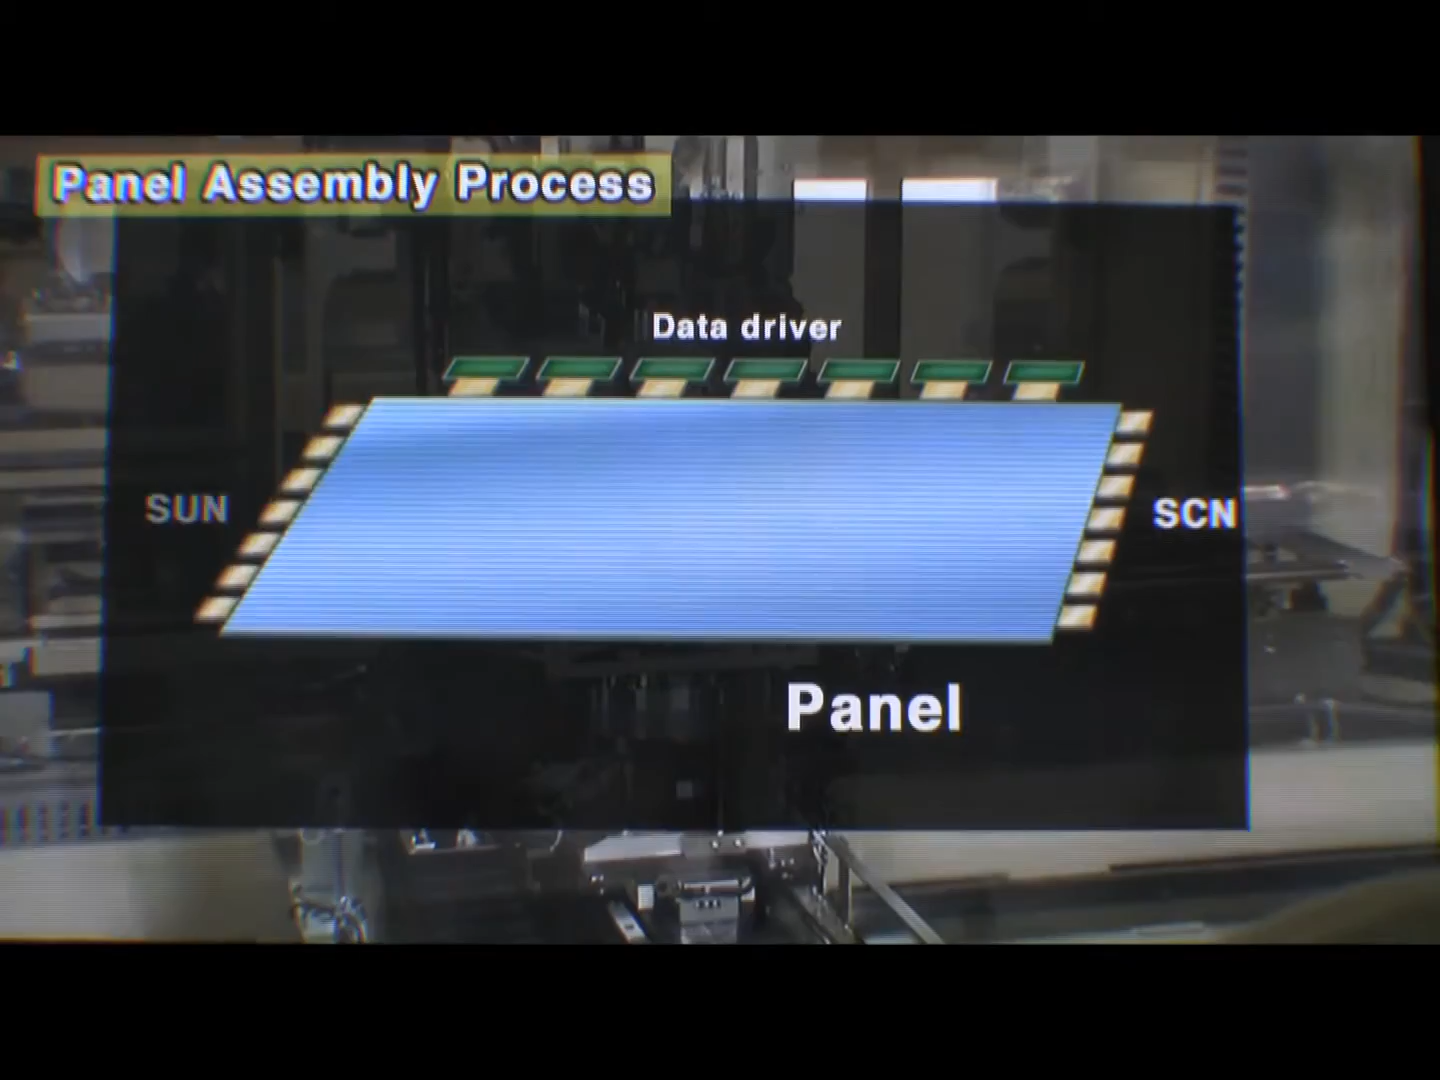 Panel Assembly Process
Data driver
SUN
SCN
Panel